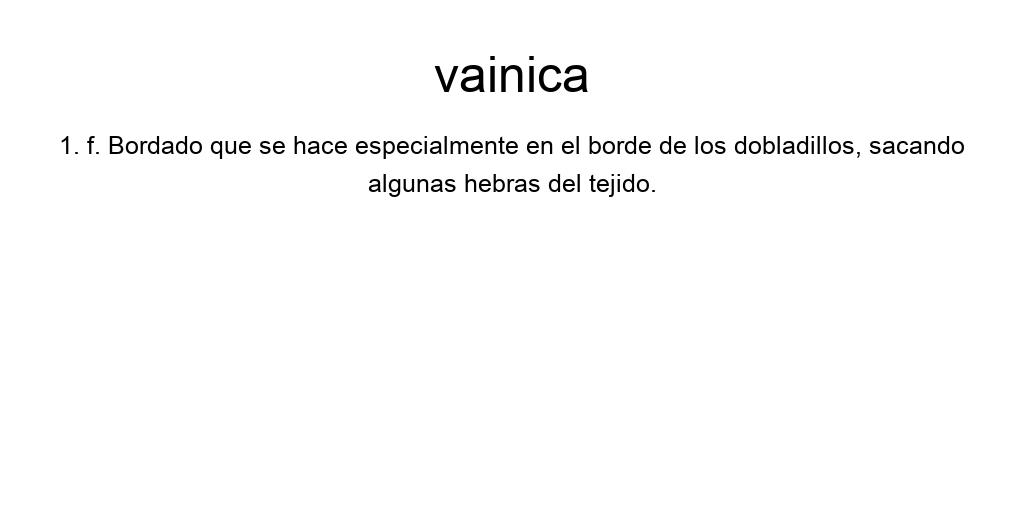 vainica
1. f. Bordado que se hace especialmente en el borde de los dobladillos, sacando
algunas hebras del tejido.